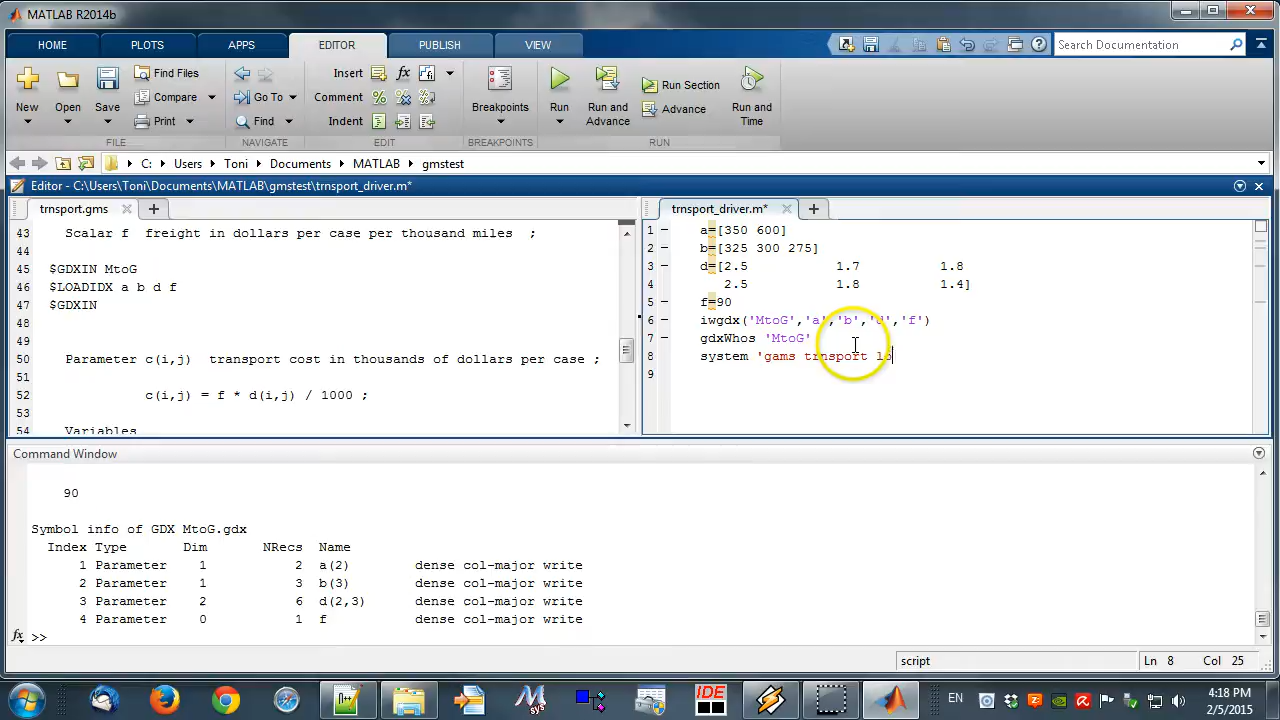 MATLAB R2014b
HOME PLOTS APPS EDITOR PUBLISH VIEW Search Documentation
New Open Save Find Files Compare Print Go To Find Insert Comment Indent fx Breakpoints Run Run and Advance Run Section Advance Run and Time
FILE NAVIGATE EDIT BREAKPOINTS RUN
C: Users Toni Documents MATLAB gmstest
Editor - C:\Users\Toni\Documents\MATLAB\gmstest\trnsport_driver.m*
trnsport.gms
43 Scalar f freight in dollars per case per thousand miles ;
44
45 $GDXIN MtoG
46 $LOADIDX a b d f
47 $GDXIN
48
49
50 Parameter c(i,j) transport cost in thousands of dollars per case ;
51
52 c(i,j) = f * d(i,j) / 1000 ;
53
54 Variables
trnsport_driver.m*
1 a=[350 600]
2 b=[325 300 275]
3 d=[2.5 1.7 1.8
4 2.5 1.8 1.4]
5 f=90
6 iwgdx('MtoG','a','b','d','f')
7 gdxWhos 'MtoG'
8 system 'gams trnsport lo
9
Command Window
90
Symbol info of GDX MtoG.gdx
Index Type Dim NRecs Name
1 Parameter 1 2 a(2) dense col-major write
2 Parameter 1 3 b(3) dense col-major write
3 Parameter 2 6 d(2,3) dense col-major write
4 Parameter 0 1 f dense col-major write
fx >>
script Ln 8 Col 25
IDE EN 4:18 PM
2/5/2015